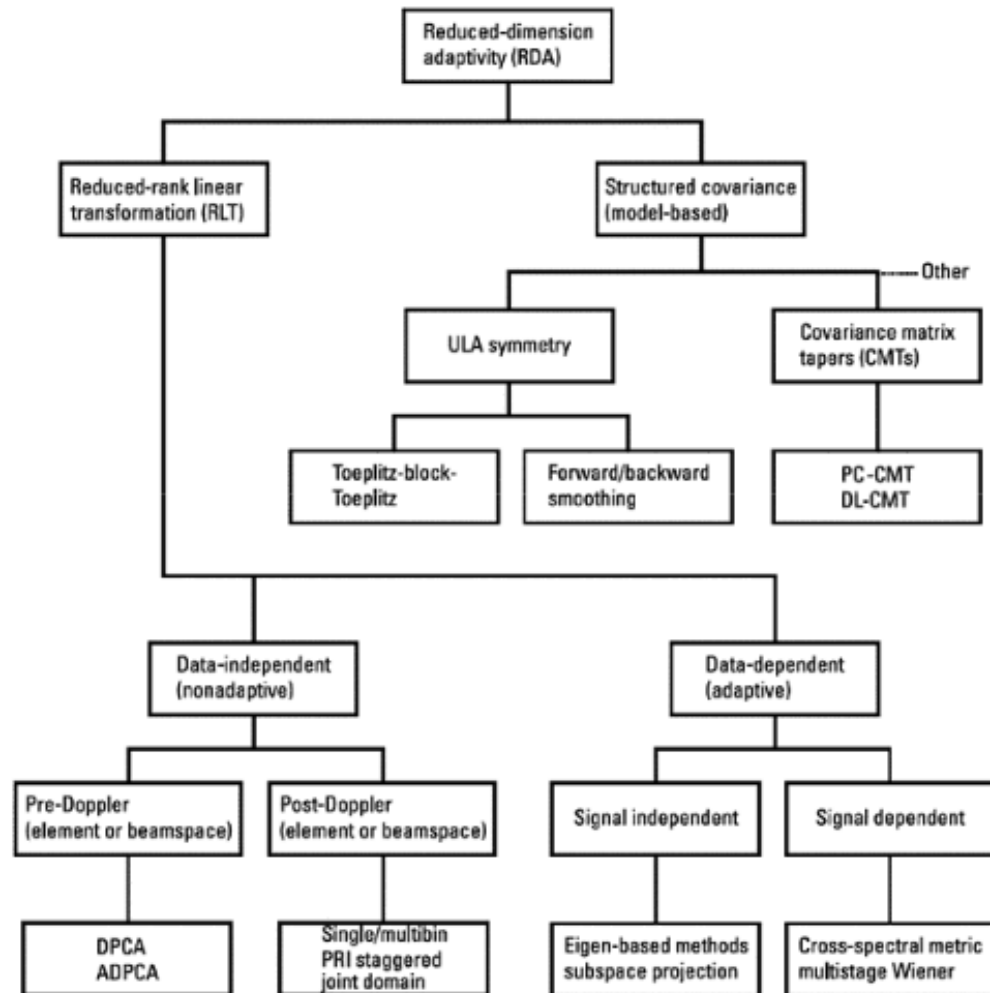 Reduced-dimension
adaptivity (RDA)
Reduced-rank linear
transformation (RLT)
Structured covariance
(model-based)
Other
ULA symmetry
Covariance matrix
tapers (CMTs)
Toeplitz-block-
Toeplitz
Forward/backward
smoothing
PC-CMT
DL-CMT
Data-independent
(nonadaptive)
Data-dependent
(adaptive)
Pre-Doppler
(element or beamspace)
Post-Doppler
(element or beamspace)
Signal independent
Signal dependent
DPCA
ADPCA
Single/multibin
PRI staggered
joint domain
Eigen-based methods
subspace projection
Cross-spectral metric
multistage Wiener